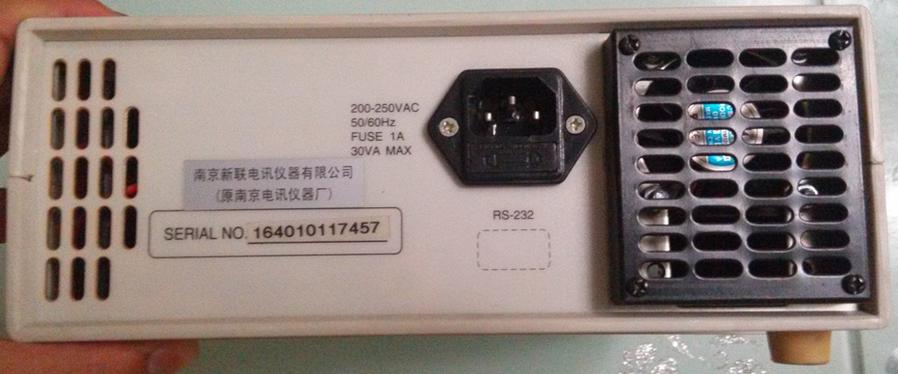 200-250VAC
50/60Hz
FUSE 1A
30VA MAX
南京新联电讯仪器有限公司
(原南京电讯仪器厂)
SERIAL NO. 164010117457
RS-232